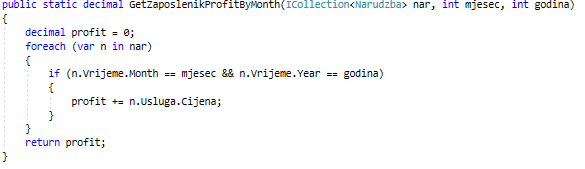 public static decimal GetZaposlenikProfitByMonth(ICollection<Narudzba> nar, int mjesec, int godina)
{
    decimal profit = 0;
    foreach (var n in nar)
    {
        if (n.Vrijeme.Month == mjesec && n.Vrijeme.Year == godina)
        {
            profit += n.Usluga.Cijena;
        }
    }
    return profit;
}